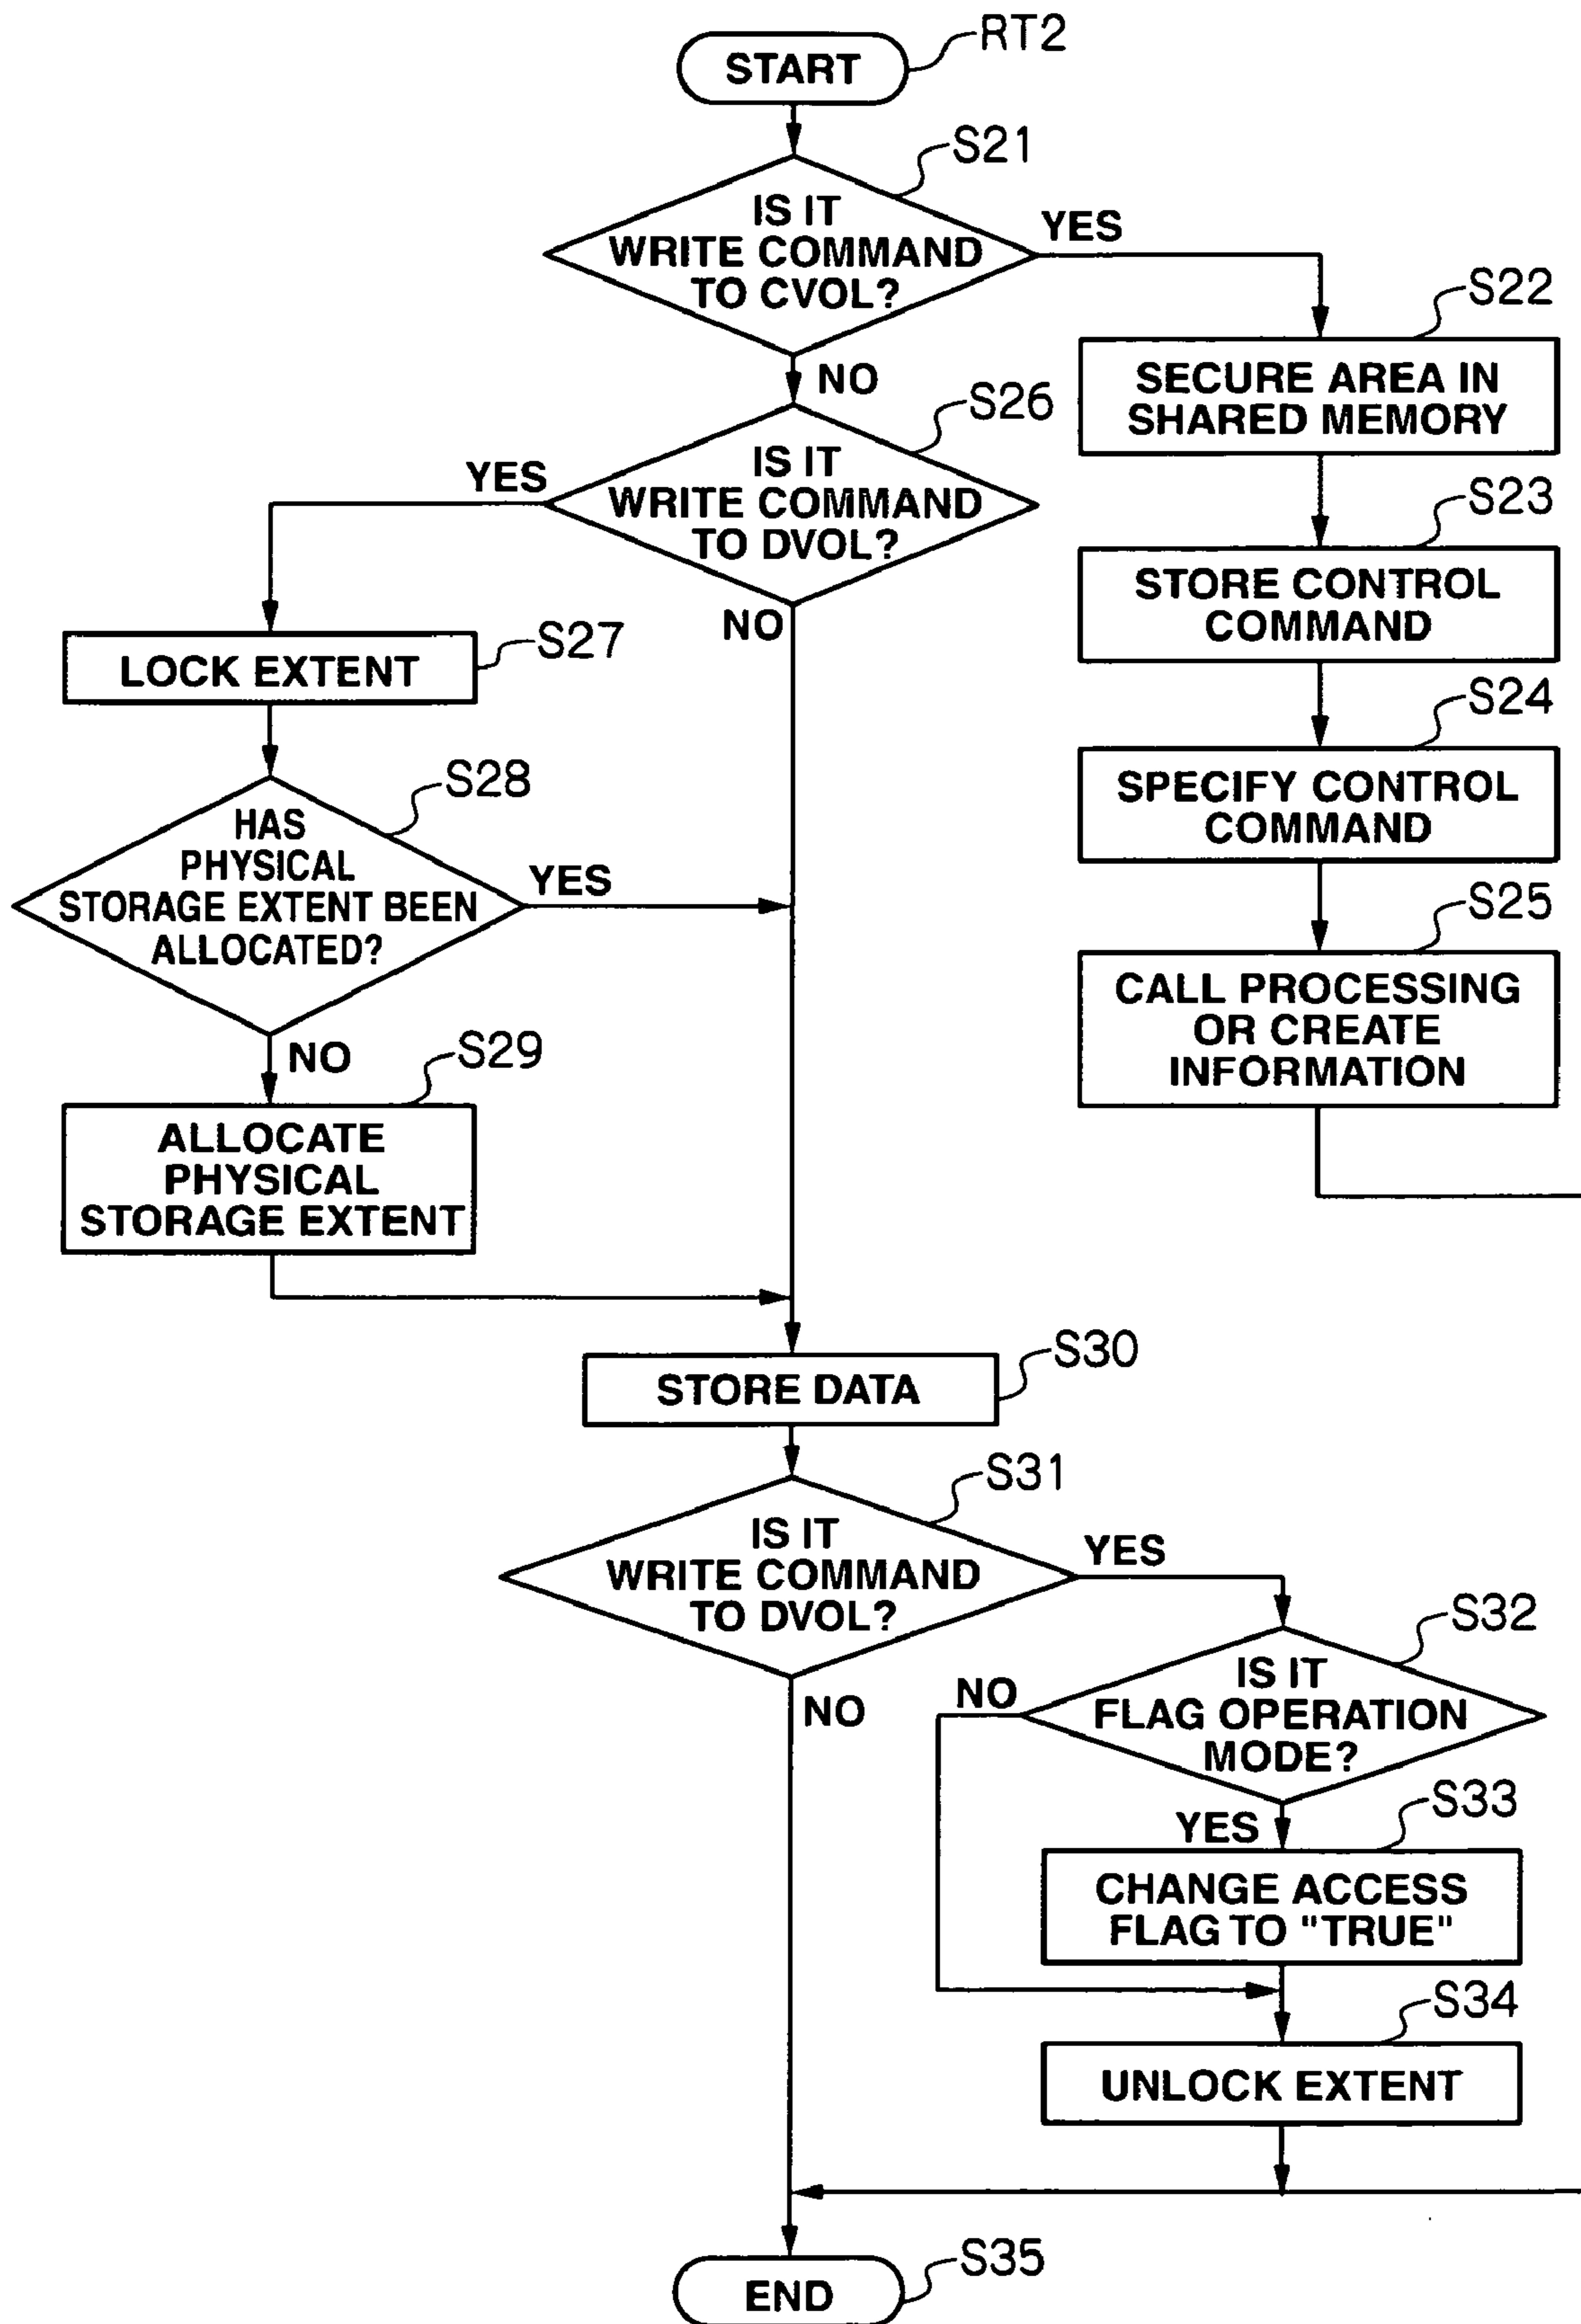 RT2
START
S21
IS IT
WRITE COMMAND
TO CVOL?
YES
NO
S22
SECURE AREA IN
SHARED MEMORY
S26
IS IT
WRITE COMMAND
TO DVOL?
YES
NO
S23
STORE CONTROL
COMMAND
S27
LOCK EXTENT
S24
SPECIFY CONTROL
COMMAND
S28
HAS
PHYSICAL
STORAGE EXTENT BEEN
ALLOCATED?
YES
NO
S25
CALL PROCESSING
OR CREATE
INFORMATION
S29
ALLOCATE
PHYSICAL
STORAGE EXTENT
S30
STORE DATA
S31
IS IT
WRITE COMMAND
TO DVOL?
YES
NO
S32
IS IT
FLAG OPERATION
MODE?
NO
YES
S33
CHANGE ACCESS
FLAG TO "TRUE"
S34
UNLOCK EXTENT
S35
END